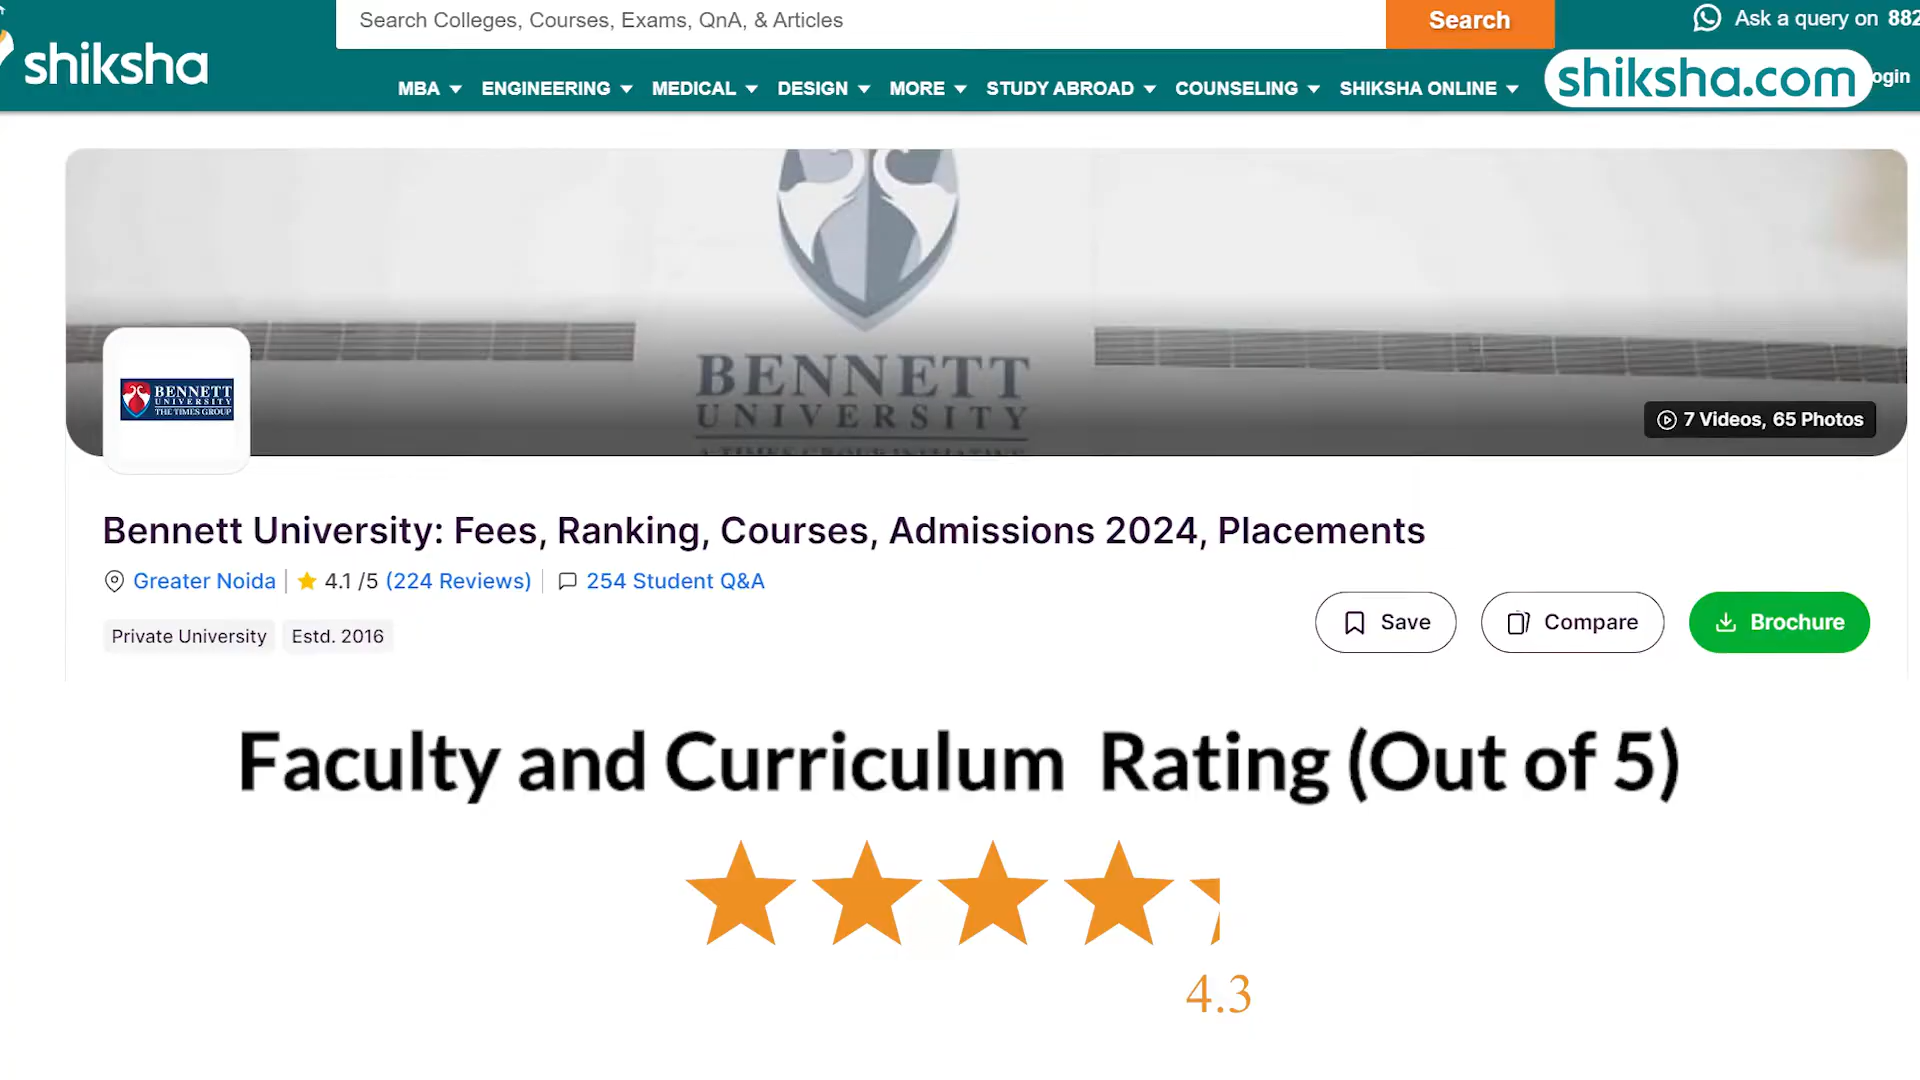 Search Colleges, Courses, Exams, QnA, & Articles
Search
Ask a query on 882
shiksha
MBA
ENGINEERING
MEDICAL
DESIGN
MORE
STUDY ABROAD
COUNSELING
SHIKSHA ONLINE
shiksha.com
ogin
BENNETT
UNIVERSITY
BENNETT
UNIVERSITY
THE TIMES GROUP
7 Videos, 65 Photos
Bennett University: Fees, Ranking, Courses, Admissions 2024, Placements
Greater Noida
4.1 /5 (224 Reviews)
254 Student Q&A
Private University
Estd. 2016
Save
Compare
Brochure
Faculty and Curriculum Rating (Out of 5)
4.3